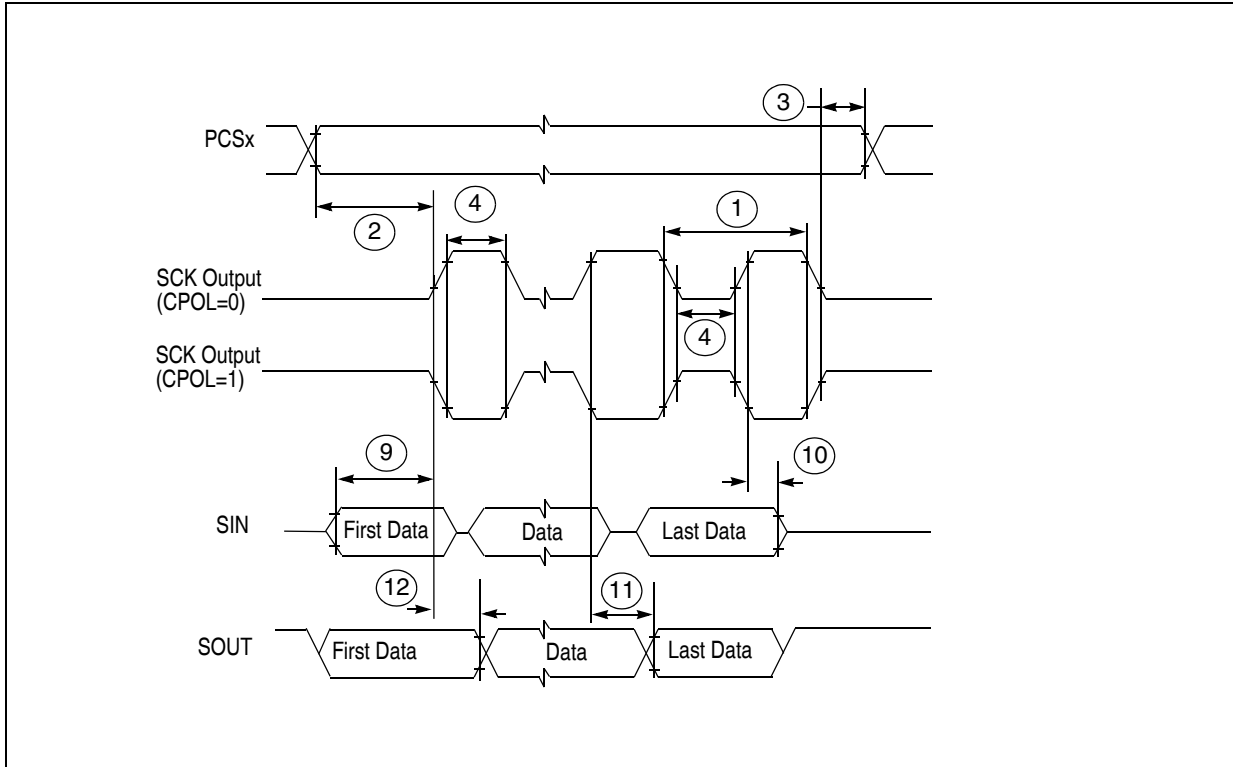 3
PCSx
2
4
1
SCK Output
(CPOL=0)
4
SCK Output
(CPOL=1)
9
10
SIN
First Data
Data
Last Data
12
11
SOUT
First Data
Data
Last Data